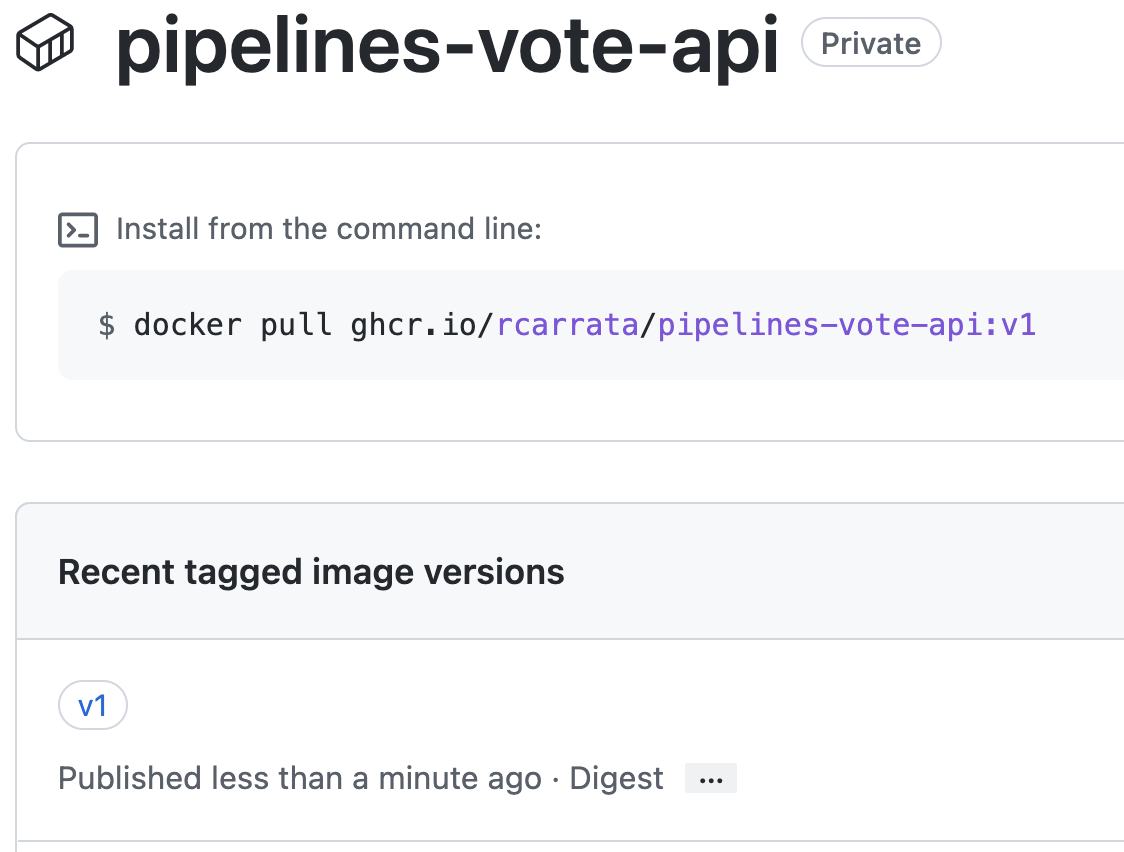 pipelines-vote-api Private
Install from the command line:
$ docker pull ghcr.io/rcarrata/pipelines-vote-api:v1
Recent tagged image versions
v1
Published less than a minute ago · Digest ...